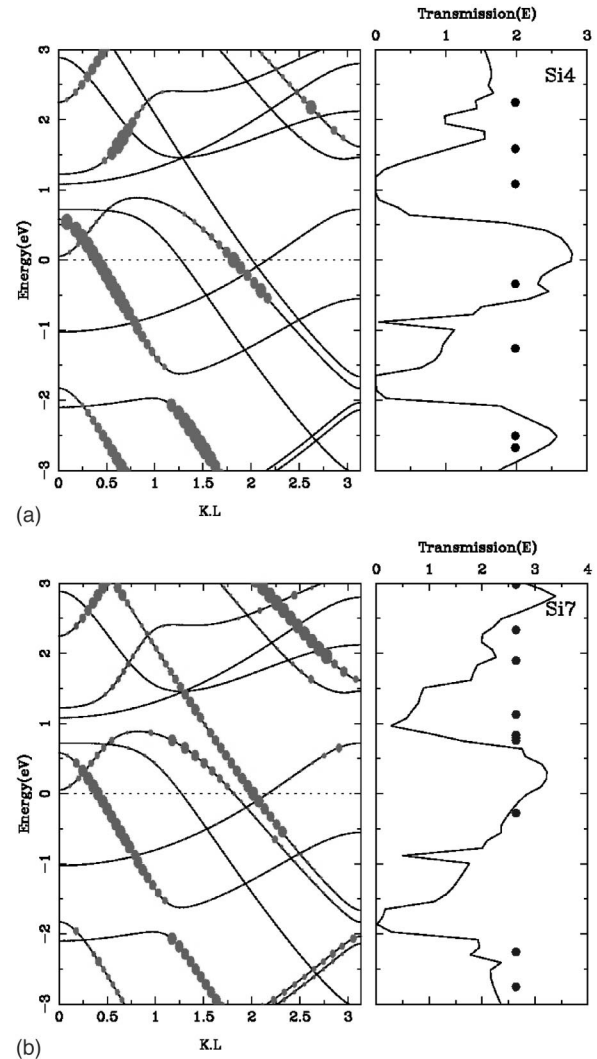 Transmission(E)
0 1 2 3
Si4
3
2
1
0
-1
-2
-3
Energy(eV)
0 0.5 1 1.5 2 2.5 3
K.L
(a)
Transmission(E)
0 1 2 3 4
Si7
3
2
1
0
-1
-2
-3
Energy(eV)
0 0.5 1 1.5 2 2.5 3
K.L
(b)